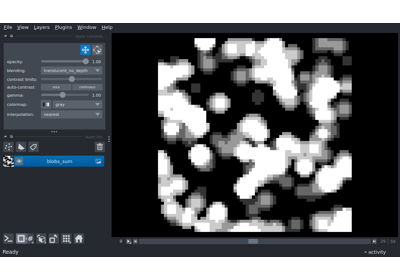 File View Layers Plugins Window Help
opacity: 1.00
blending: translucent_no_depth
contrast limits:
auto-contrast: once continuous
gamma: 1.00
colormap: gray
interpolation: nearest
blobs_sum
Ready
activity